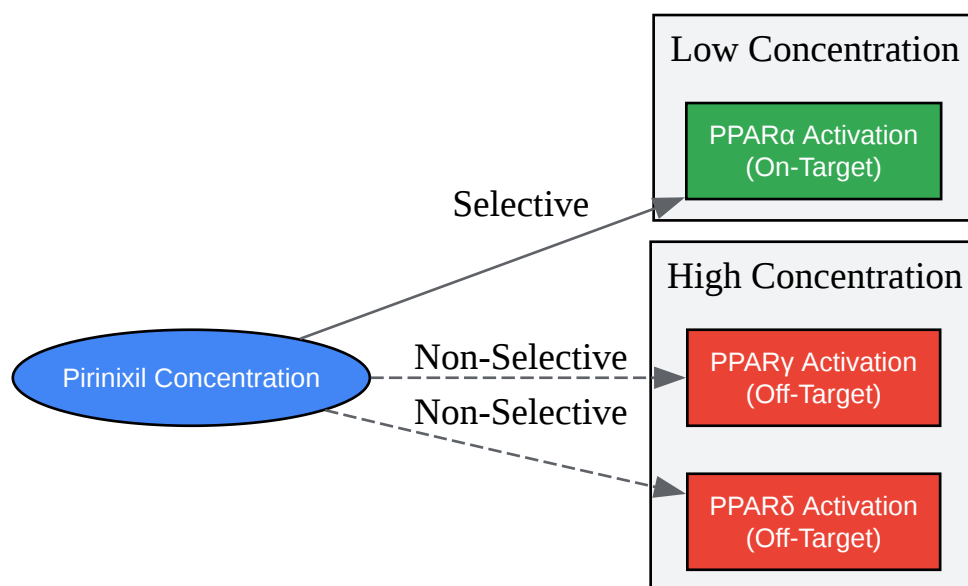 Low Concentration
PPARα Activation
(On-Target)
Selective
High Concentration
Pirinixil Concentration
Non-Selective
PPARγ Activation
(Off-Target)
Non-Selective
PPARδ Activation
(Off-Target)